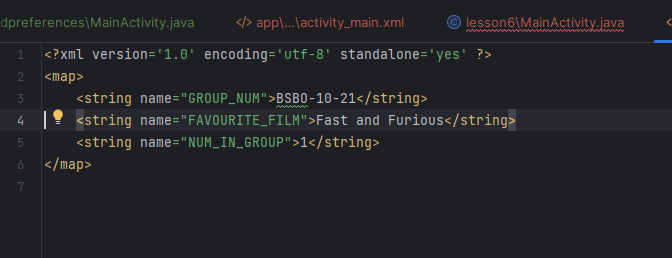 dpreferences\MainActivity.java </> app\...\activity_main.xml © lesson6\MainActivity.java
1 <?xml version='1.0' encoding='utf-8' standalone='yes' ?>
2 <map>
3 <string name="GROUP_NUM">BSBO-10-21</string>
4 <string name="FAVOURITE_FILM">Fast and Furious</string>
5 <string name="NUM_IN_GROUP">1</string>
6 </map>
7